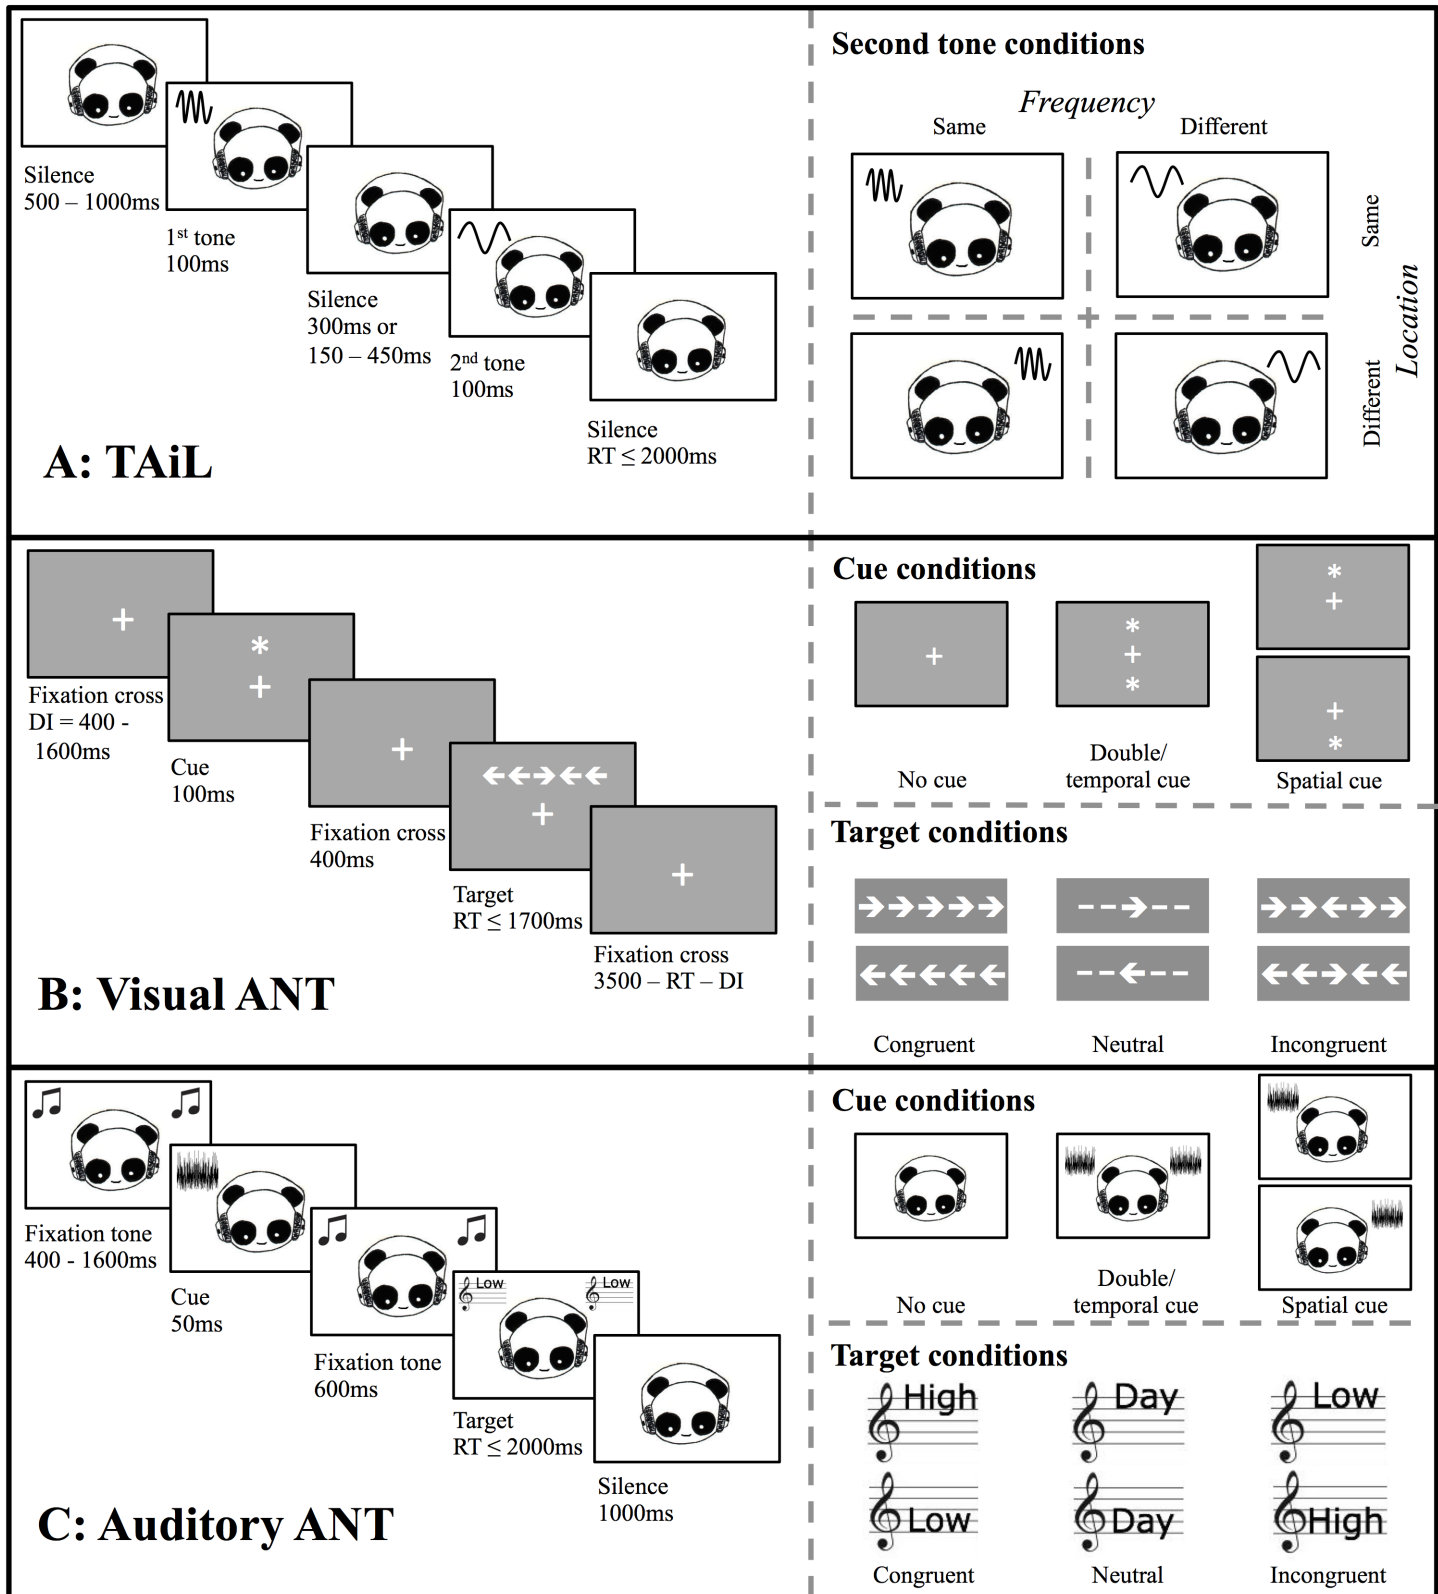 Silence
500 – 1000ms
1st tone
100ms
Silence
300ms or
150 – 450ms
2nd tone
100ms
Silence
RT ≤ 2000ms
A: TAiL
Second tone conditions
Frequency
Same
Different
Same
Different
Location
Fixation cross
DI = 400 -
1600ms
Cue
100ms
Fixation cross
400ms
Target
RT ≤ 1700ms
Fixation cross
3500 – RT – DI
B: Visual ANT
Cue conditions
No cue
Double/
temporal cue
Spatial cue
Target conditions
Congruent
Neutral
Incongruent
Fixation tone
400 - 1600ms
Cue
50ms
Fixation tone
600ms
Low
Low
Target
RT ≤ 2000ms
Silence
1000ms
C: Auditory ANT
Cue conditions
No cue
Double/
temporal cue
Spatial cue
Target conditions
High
Day
Low
Low
Day
High
Congruent
Neutral
Incongruent